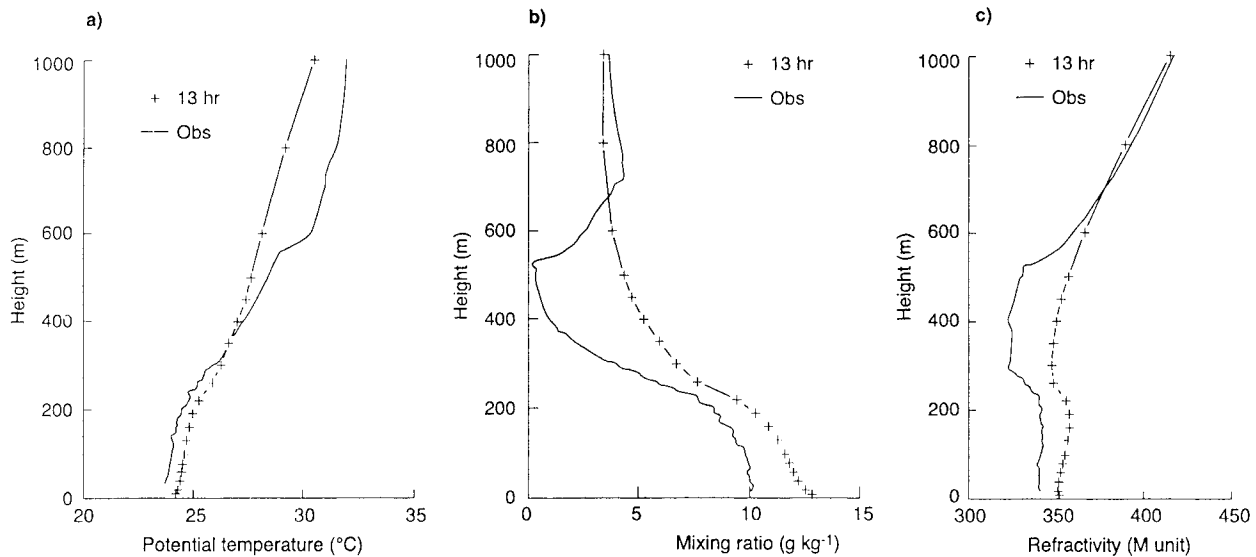 a)
1000
800
600
400
200
0
20
25
30
35
Height (m)
Potential temperature (°C)
+ 13 hr
— Obs
b)
1000
800
600
400
200
0
0
5
10
15
Height (m)
Mixing ratio (g kg-1)
+ 13 hr
— Obs
c)
1000
800
600
400
200
0
300
350
400
450
Height (m)
Refractivity (M unit)
+ 13 hr
— Obs